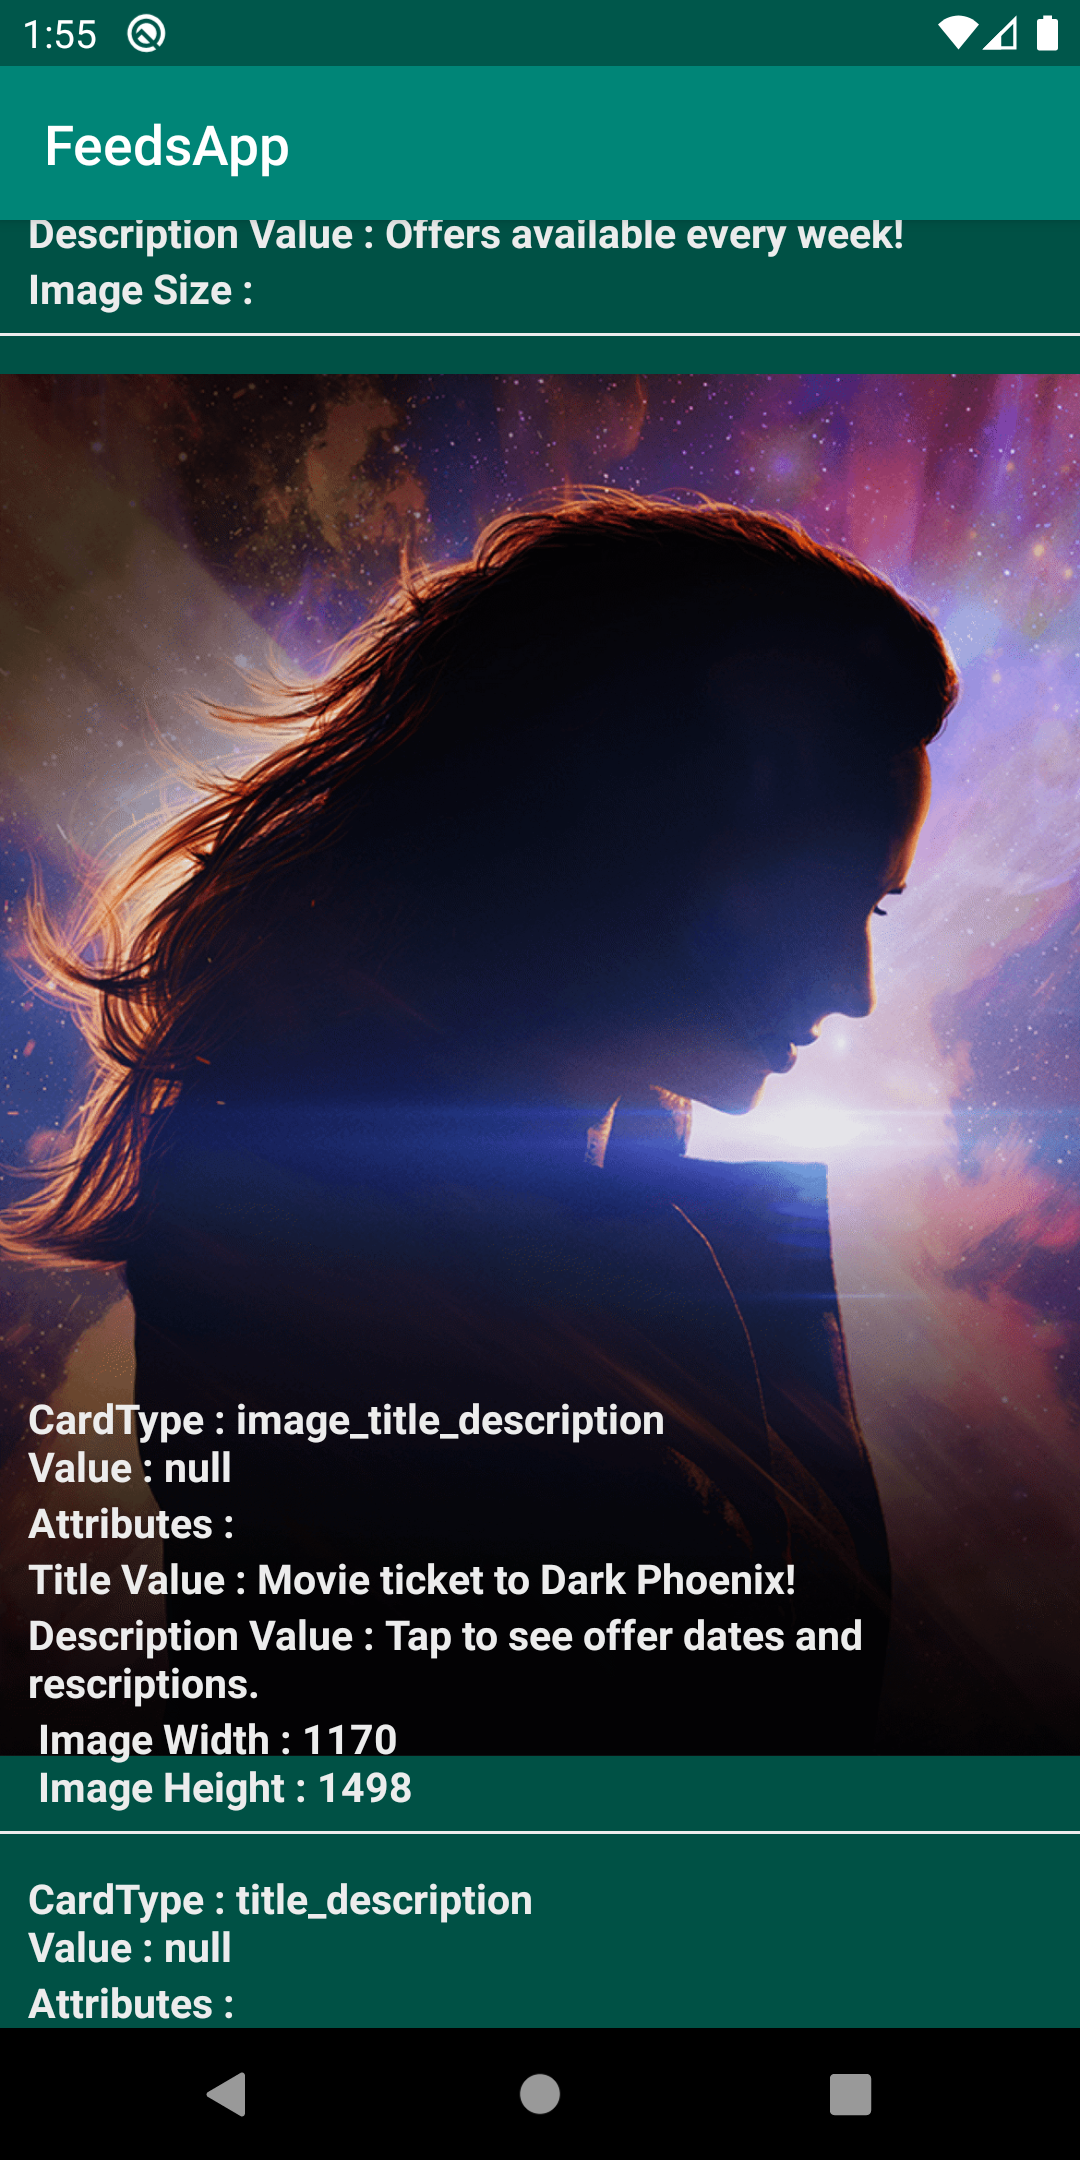 1:55
FeedsApp
Description Value : Offers available every week!
Image Size :
CardType : image_title_description
Value : null
Attributes :
Title Value : Movie ticket to Dark Phoenix!
Description Value : Tap to see offer dates and
rescriptions.
Image Width : 1170
Image Height : 1498
CardType : title_description
Value : null
Attributes :